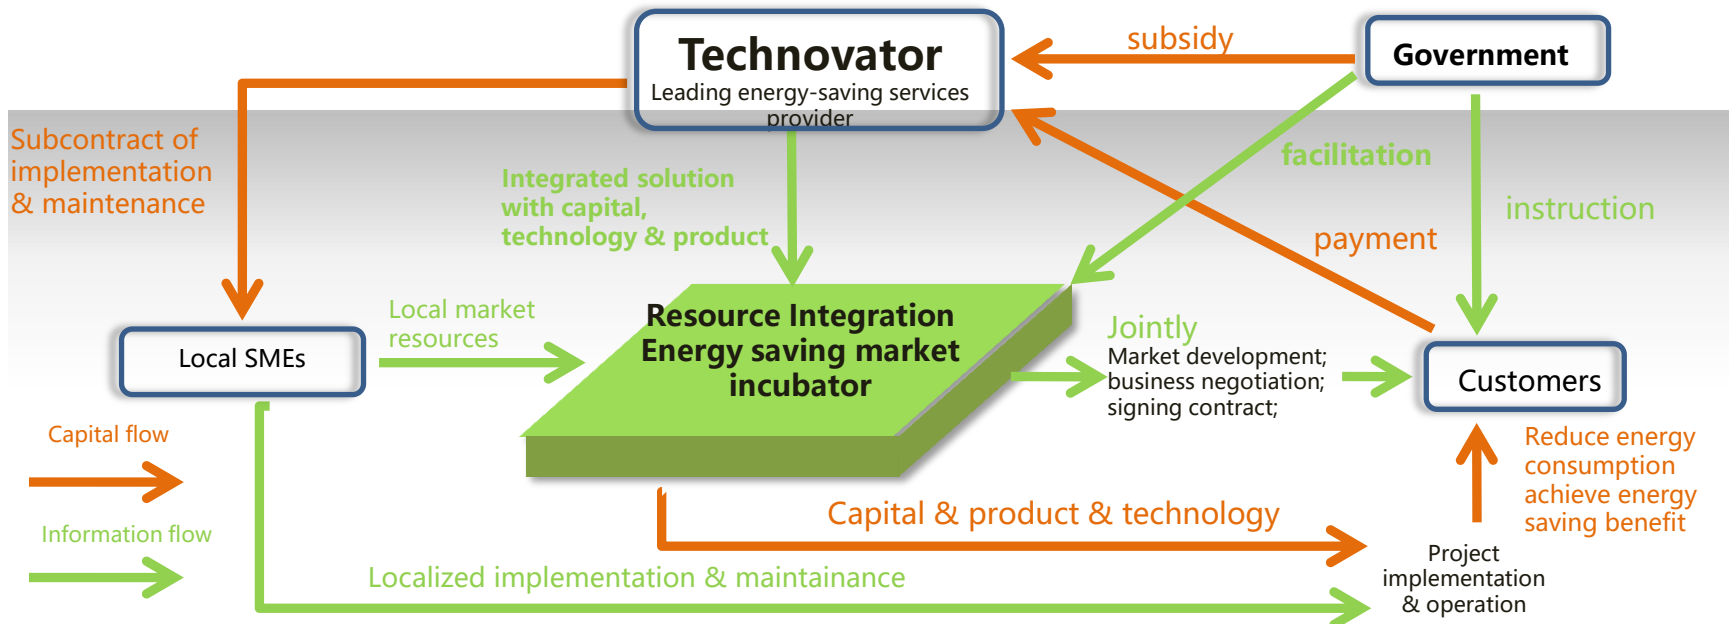 Technovator
Leading energy-saving services
provider
subsidy
Government
Subcontract of
implementation
& maintenance
Integrated solution
with capital,
technology & product
facilitation
instruction
payment
Local market
resources
Local SMEs
Resource Integration
Energy saving market
incubator
Jointly
Market development;
business negotiation;
signing contract;
Customers
Capital flow
Information flow
Capital & product & technology
Localized implementation & maintainance
Reduce energy
consumption
achieve energy
saving benefit
Project
implementation
& operation